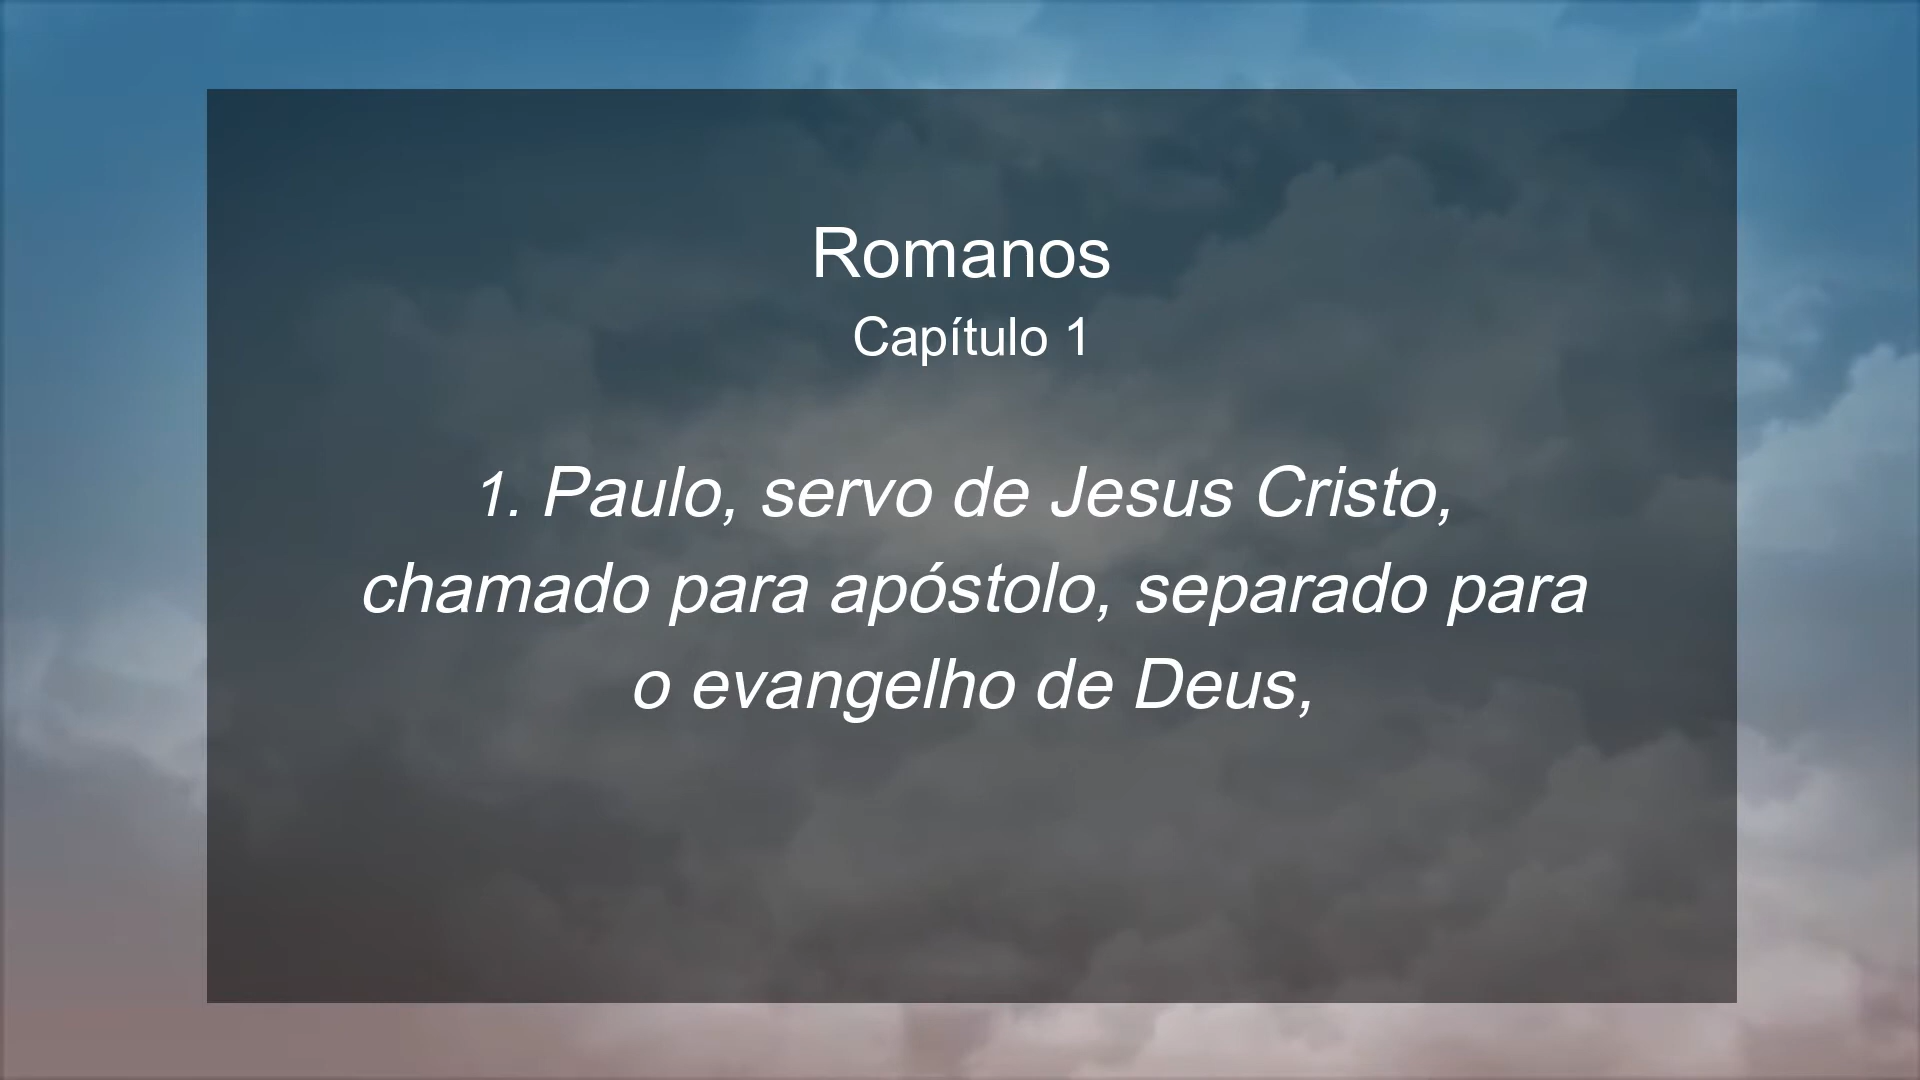 Romanos
Capítulo 1
1. Paulo, servo de Jesus Cristo,
chamado para apóstolo, separado para
o evangelho de Deus,